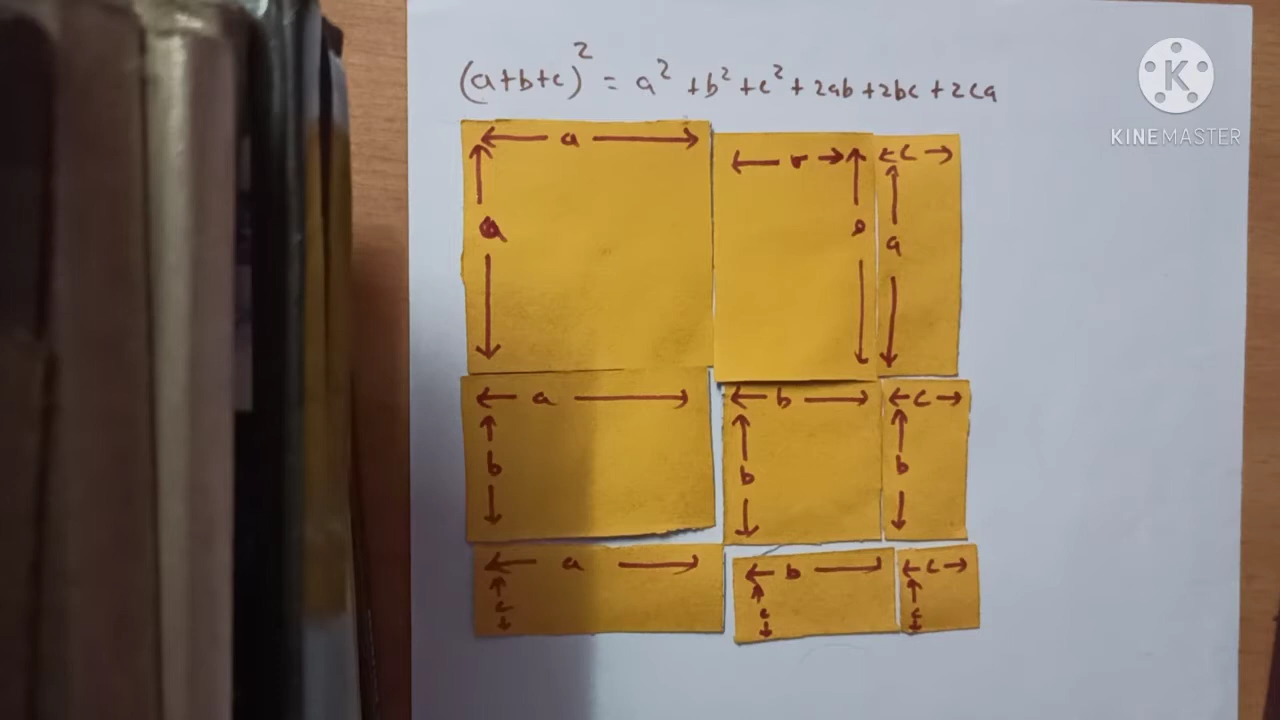 (a+b+c)² = a² +b² +c² + 2ab +2bc +2ca
K
KINEMASTER
a
c
a
a
a
b
c
b
b
b
a
b
c
c
c
c